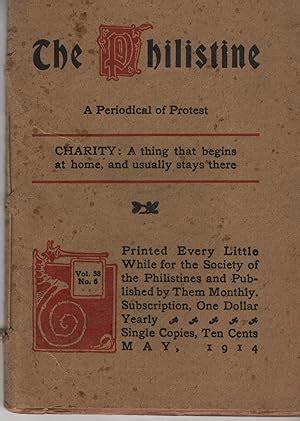 The Philistine
A Periodical of Protest
CHARITY: A thing that begins
at home, and usually stays there
Vol. 38
No. 6
Printed Every Little
While for the Society of
the Philistines and Pub-
lished by Them Monthly.
Subscription, One Dollar
Yearly
Single Copies, Ten Cents
MAY, 1914